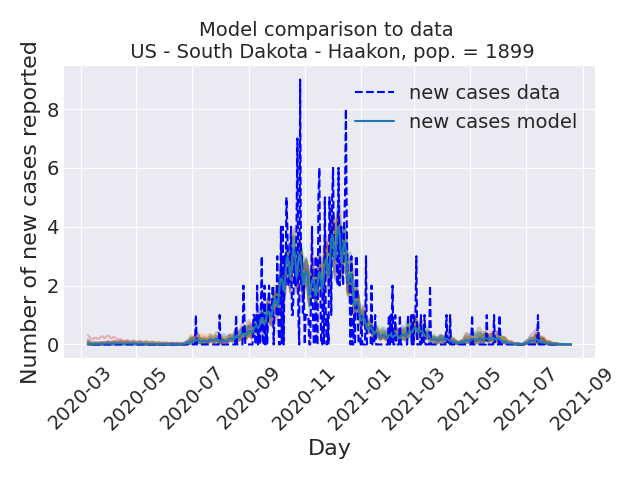 Model comparison to data
US - South Dakota - Haakon, pop. = 1899
Number of new cases reported
8
6
4
2
0
new cases data
new cases model
2020-03
2020-05
2020-07
2020-09
2020-11
2021-01
2021-03
2021-05
2021-07
2021-09
Day